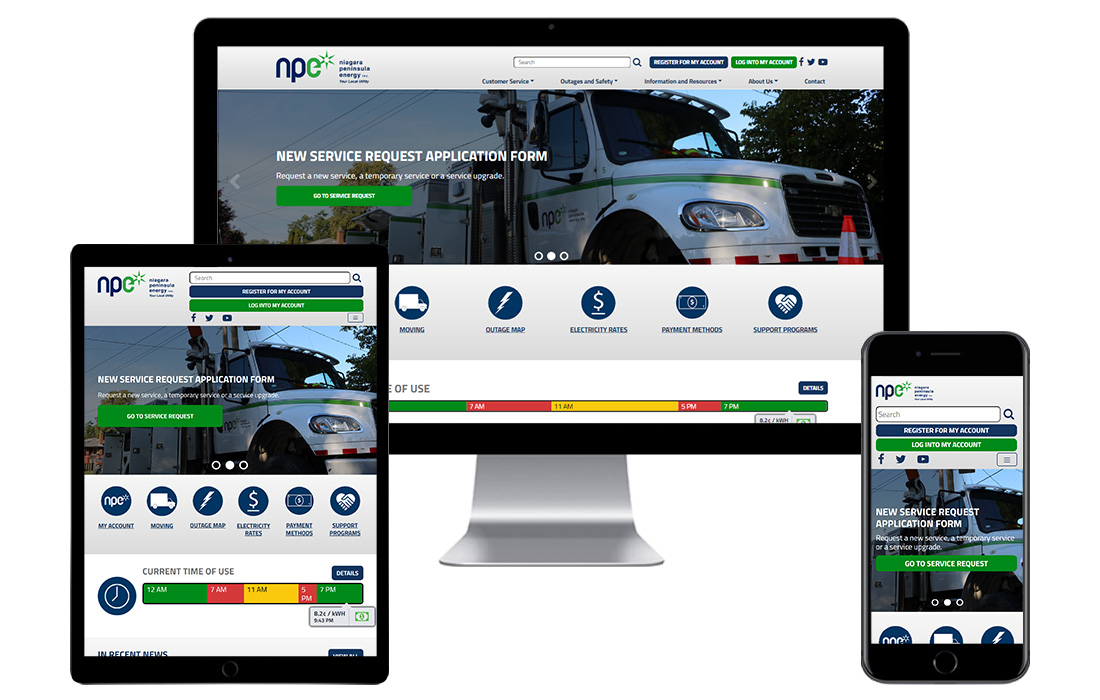 npe
niagara
peninsula
energy inc.
Your Local Utility
Search
REGISTER FOR MY ACCOUNT
LOG INTO MY ACCOUNT
Customer Service
Outages and Safety
Information and Resources
About Us
Contact
NEW SERVICE REQUEST APPLICATION FORM
Request a new service, a temporary service or a service upgrade.
GO TO SERVICE REQUEST
npe niagara
peninsula
MOVING
OUTAGE MAP
ELECTRICITY RATES
PAYMENT METHODS
SUPPORT PROGRAMS
E OF USE
DETAILS
7 AM
11 AM
5 PM
7 PM
8.2¢ / kWH
npe
niagara
peninsula
energy inc.
Your Local Utility
Search
REGISTER FOR MY ACCOUNT
LOG INTO MY ACCOUNT
NEW SERVICE REQUEST APPLICATION FORM
Request a new service, a temporary service or a service upgrade.
GO TO SERVICE REQUEST
npe
MY ACCOUNT
MOVING
OUTAGE MAP
ELECTRICITY
RATES
PAYMENT
METHODS
SUPPORT
PROGRAMS
CURRENT TIME OF USE
DETAILS
12 AM
7 AM
11 AM
5
PM
7 PM
8.2¢ / kWH
9:43 PM
IN RECENT NEWS
VIEW ALL
npe
niagara
peninsula
energy inc.
Your Local Utility
Search
REGISTER FOR MY ACCOUNT
LOG INTO MY ACCOUNT
NEW SERVICE REQUEST
APPLICATION FORM
Request a new service, a temporary service
or a service upgrade.
GO TO SERVICE REQUEST
npe